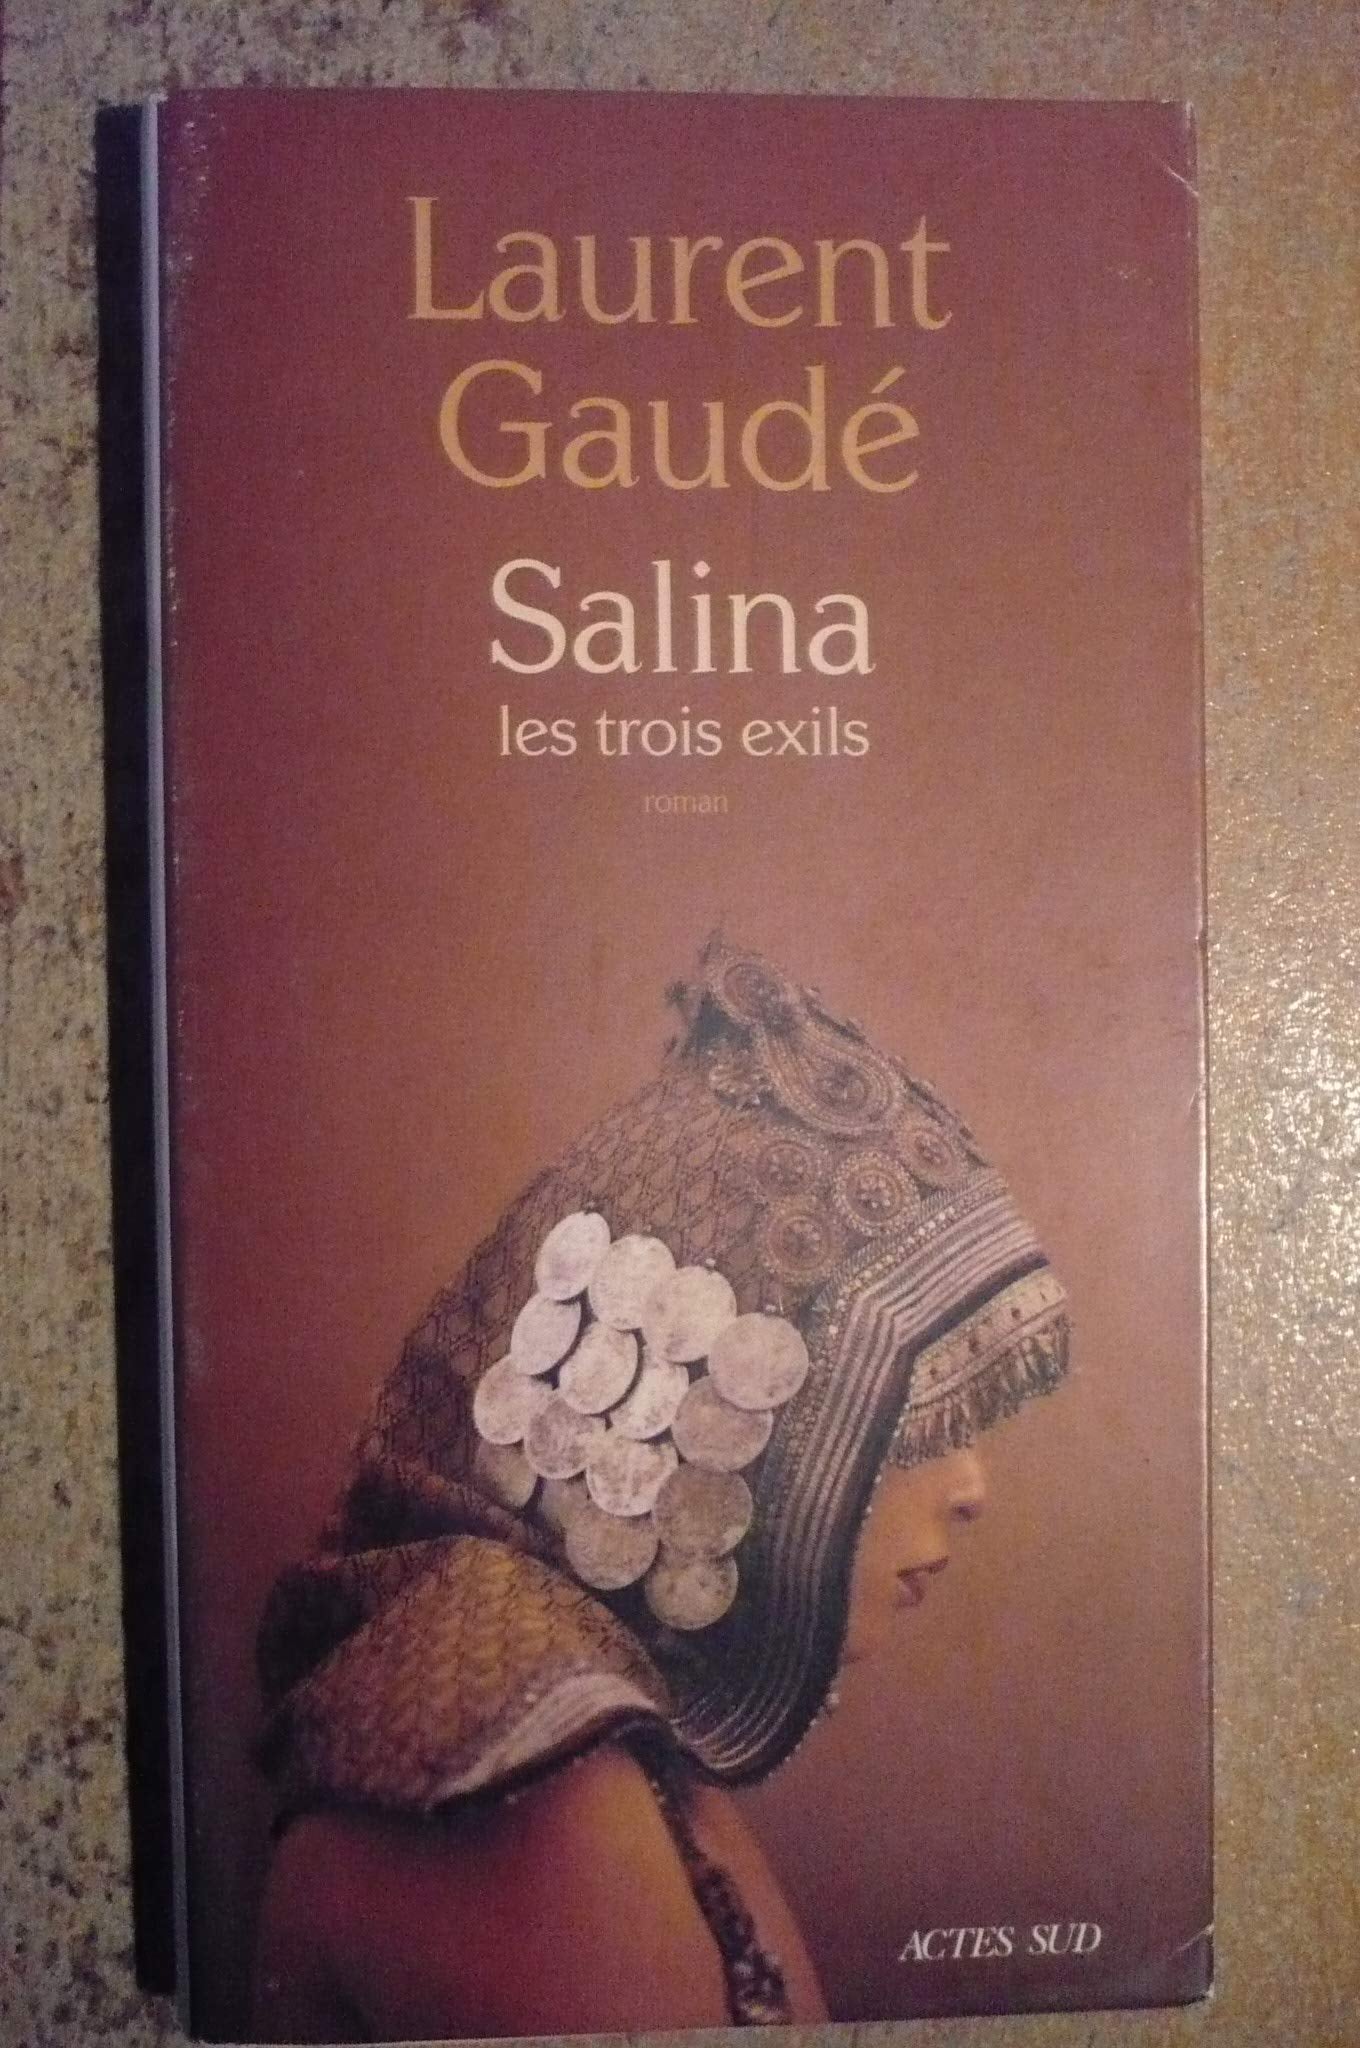 Laurent
Gaudé
Salina
les trois exils
roman
ACTES SUD